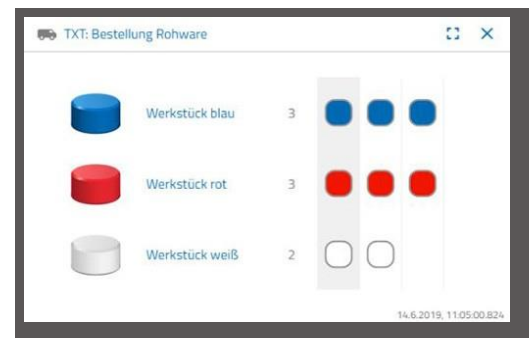 TXT: Bestellung Rohware
Werkstück blau 3
Werkstück rot 3
Werkstück weiß 2
14.6.2019, 11:05:00.824